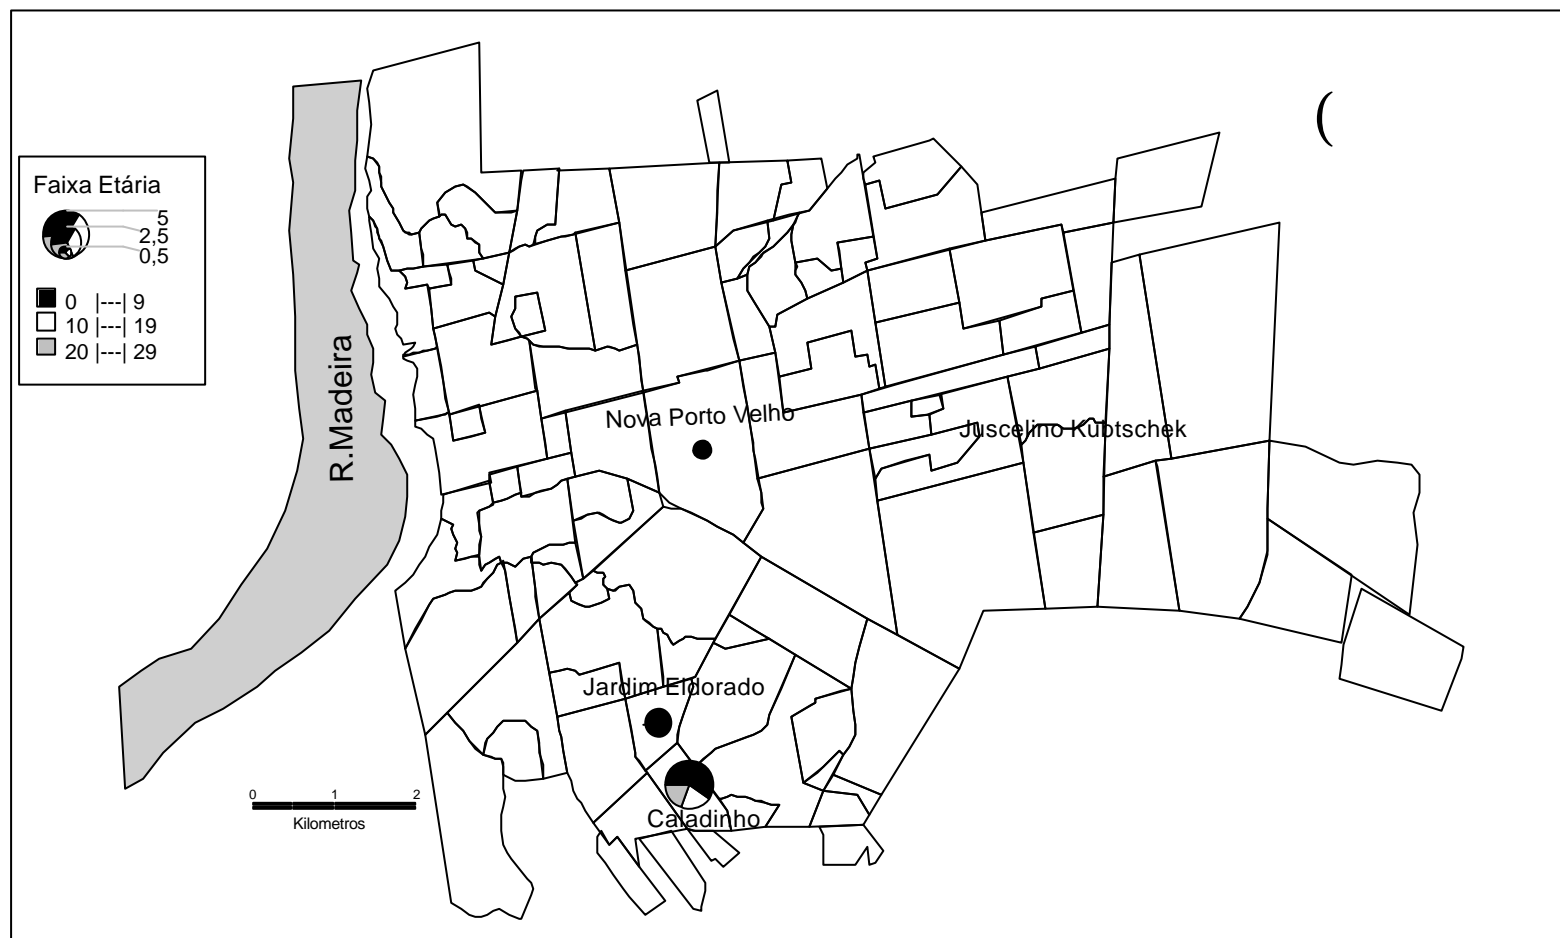 (
Faixa Etária
5
2,5
0,5
0 |---| 9
10 |---| 19
20 |---| 29
R.Madeira
Nova Porto Velho
Juscelino Kubtschek
Jardim Eldorado
Caladinho
0 1 2
Kilometros